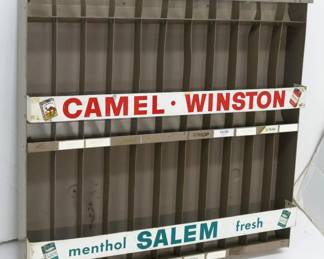 CAMEL · WINSTON
menthol SALEM fresh